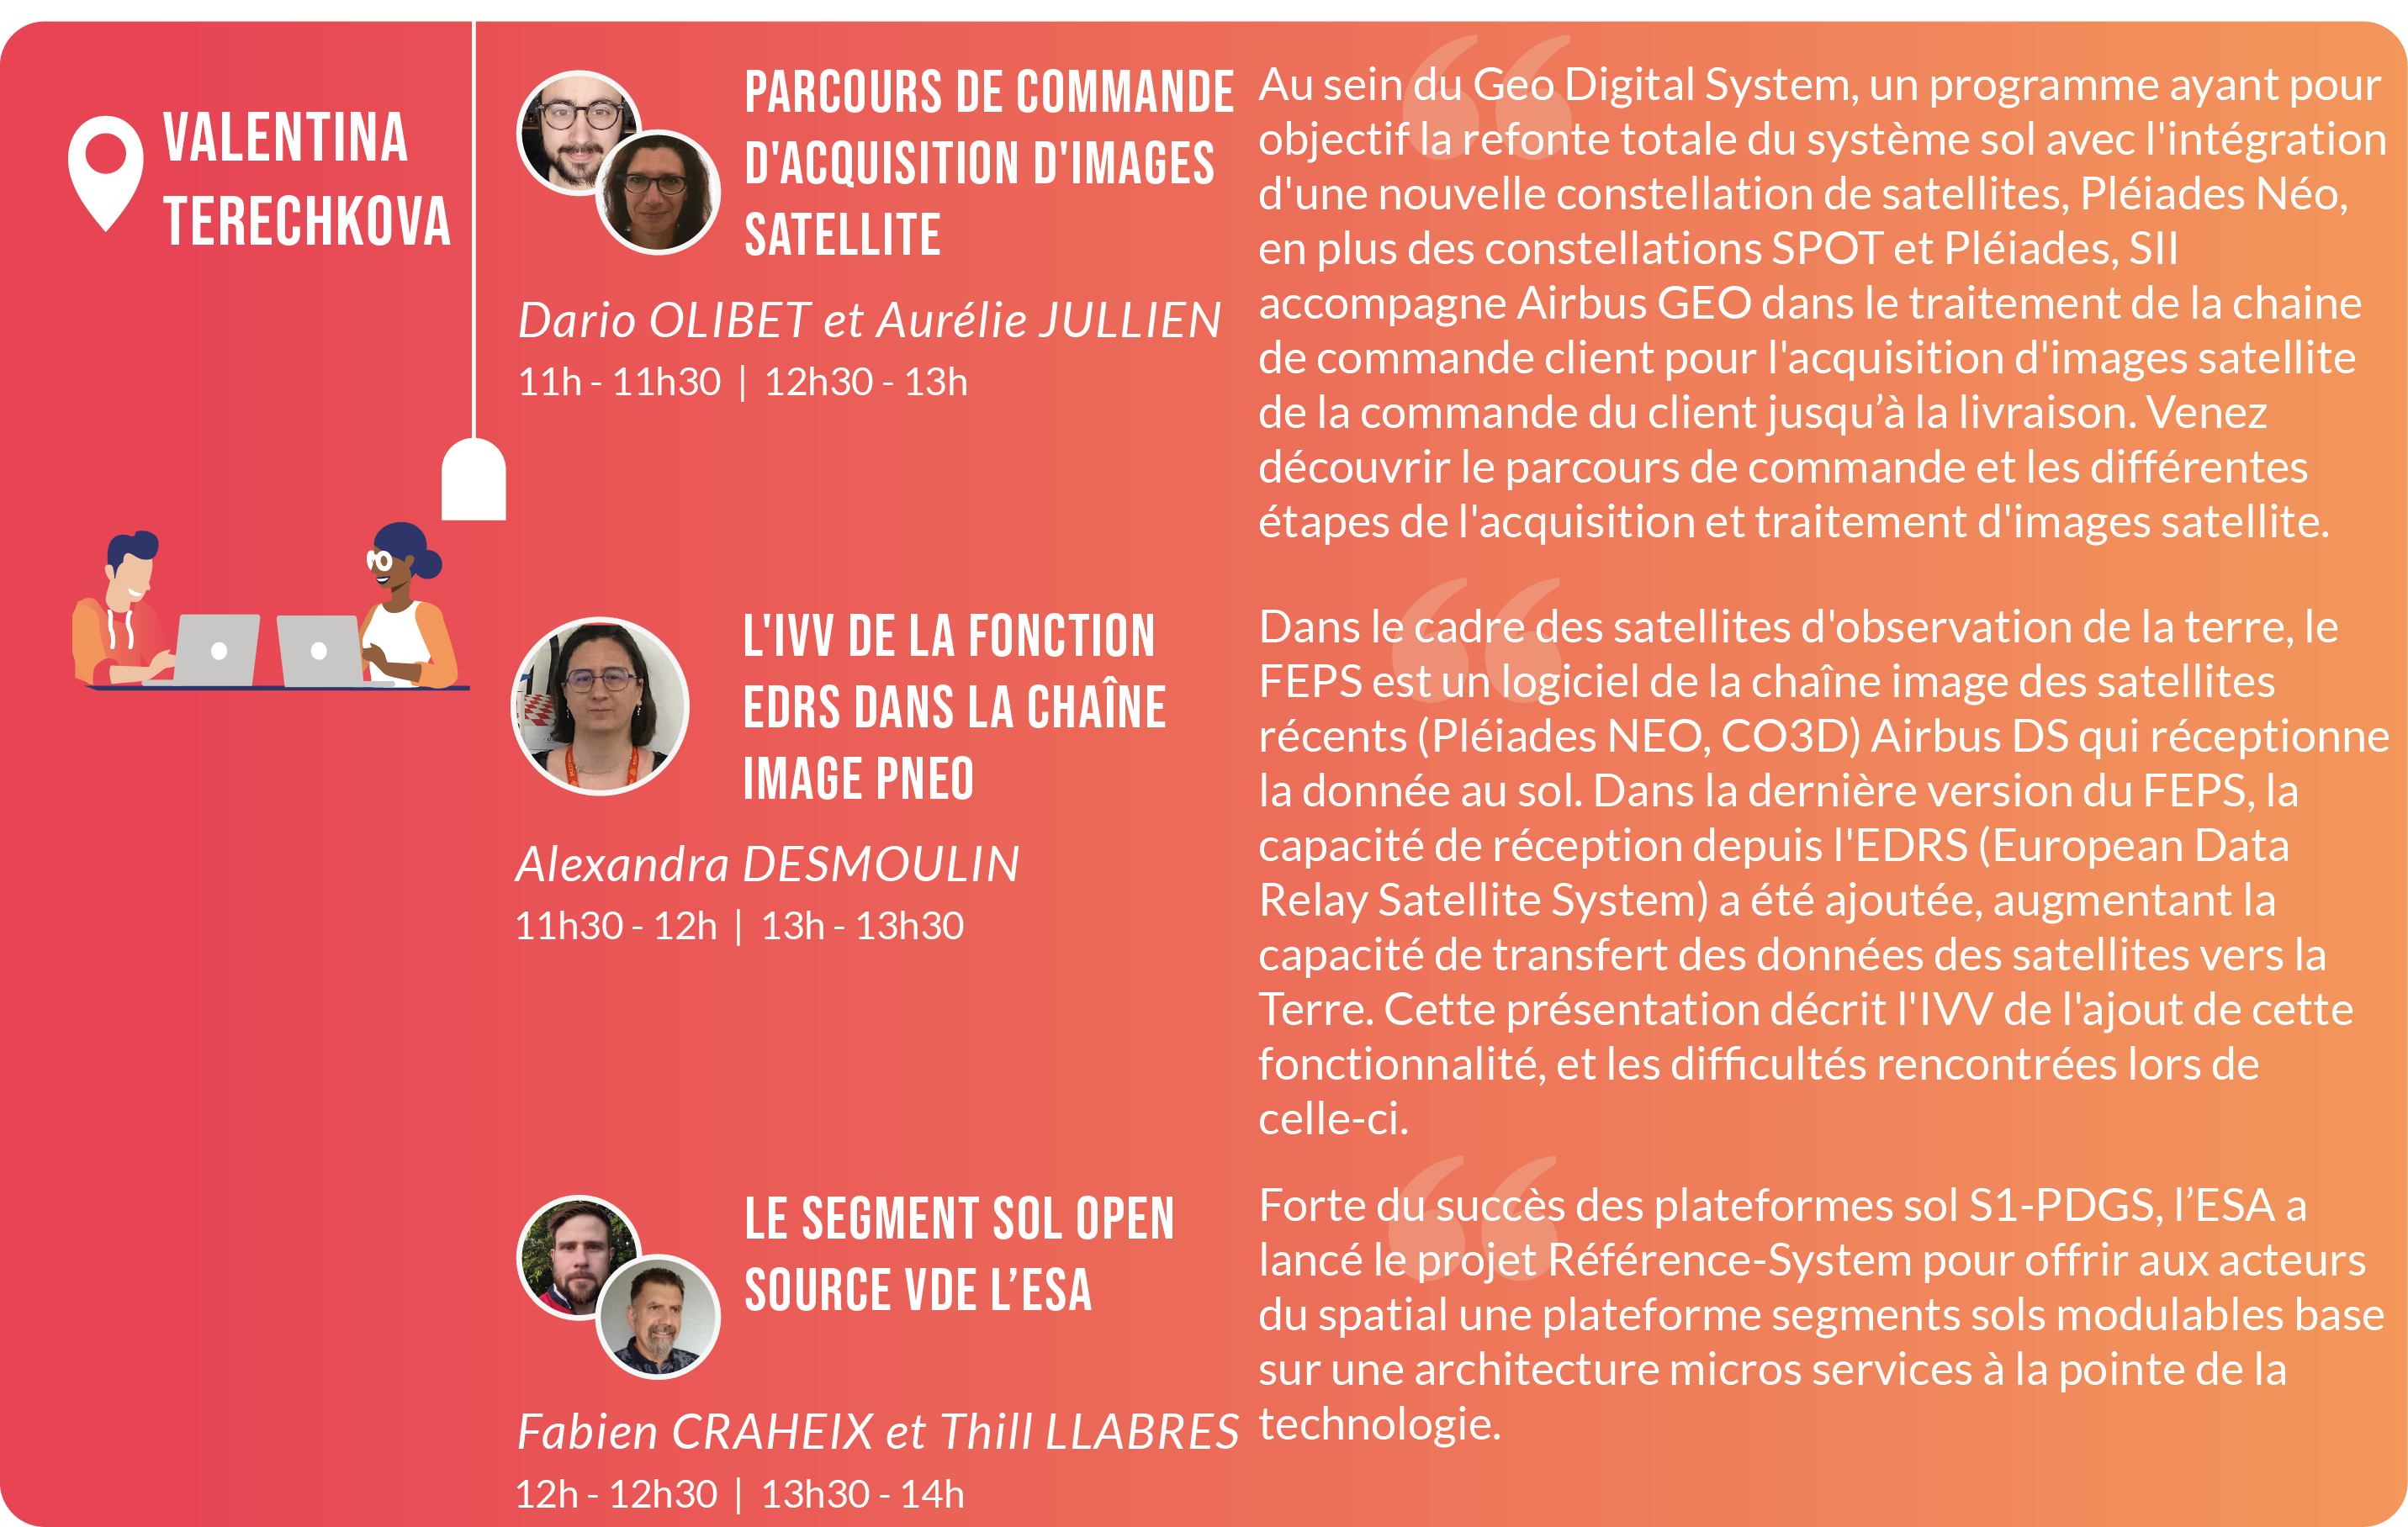 VALENTINA
TERECHKOVA
PARCOURS DE COMMANDE
D'ACQUISITION D'IMAGES
SATELLITE
Dario OLIBET et Aurélie JULLIEN
11h - 11h30 | 12h30 - 13h
Au sein du Geo Digital System, un programme ayant pour
objectif la refonte totale du système sol avec l'intégration
d'une nouvelle constellation de satellites, Pléiades Néo,
en plus des constellations SPOT et Pléiades, SII
accompagne Airbus GEO dans le traitement de la chaine
de commande client pour l'acquisition d'images satellite
de la commande du client jusqu’à la livraison. Venez
découvrir le parcours de commande et les différentes
étapes de l'acquisition et traitement d'images satellite.
L'IVV DE LA FONCTION
EDRS DANS LA CHAÎNE
IMAGE PNEO
Alexandra DESMOULIN
11h30 - 12h | 13h - 13h30
Dans le cadre des satellites d'observation de la terre, le
FEPS est un logiciel de la chaîne image des satellites
récents (Pléiades NEO, CO3D) Airbus DS qui réceptionne
la donnée au sol. Dans la dernière version du FEPS, la
capacité de réception depuis l'EDRS (European Data
Relay Satellite System) a été ajoutée, augmentant la
capacité de transfert des données des satellites vers la
Terre. Cette présentation décrit l'IVV de l'ajout de cette
fonctionnalité, et les difficultés rencontrées lors de
celle-ci.
LE SEGMENT SOL OPEN
SOURCE VDE L’ESA
Fabien CRAHEIX et Thill LLABRES
12h - 12h30 | 13h30 - 14h
Forte du succès des plateformes sol S1-PDGS, l’ESA a
lancé le projet Référence-System pour offrir aux acteurs
du spatial une plateforme segments sols modulables base
sur une architecture micros services à la pointe de la
technologie.